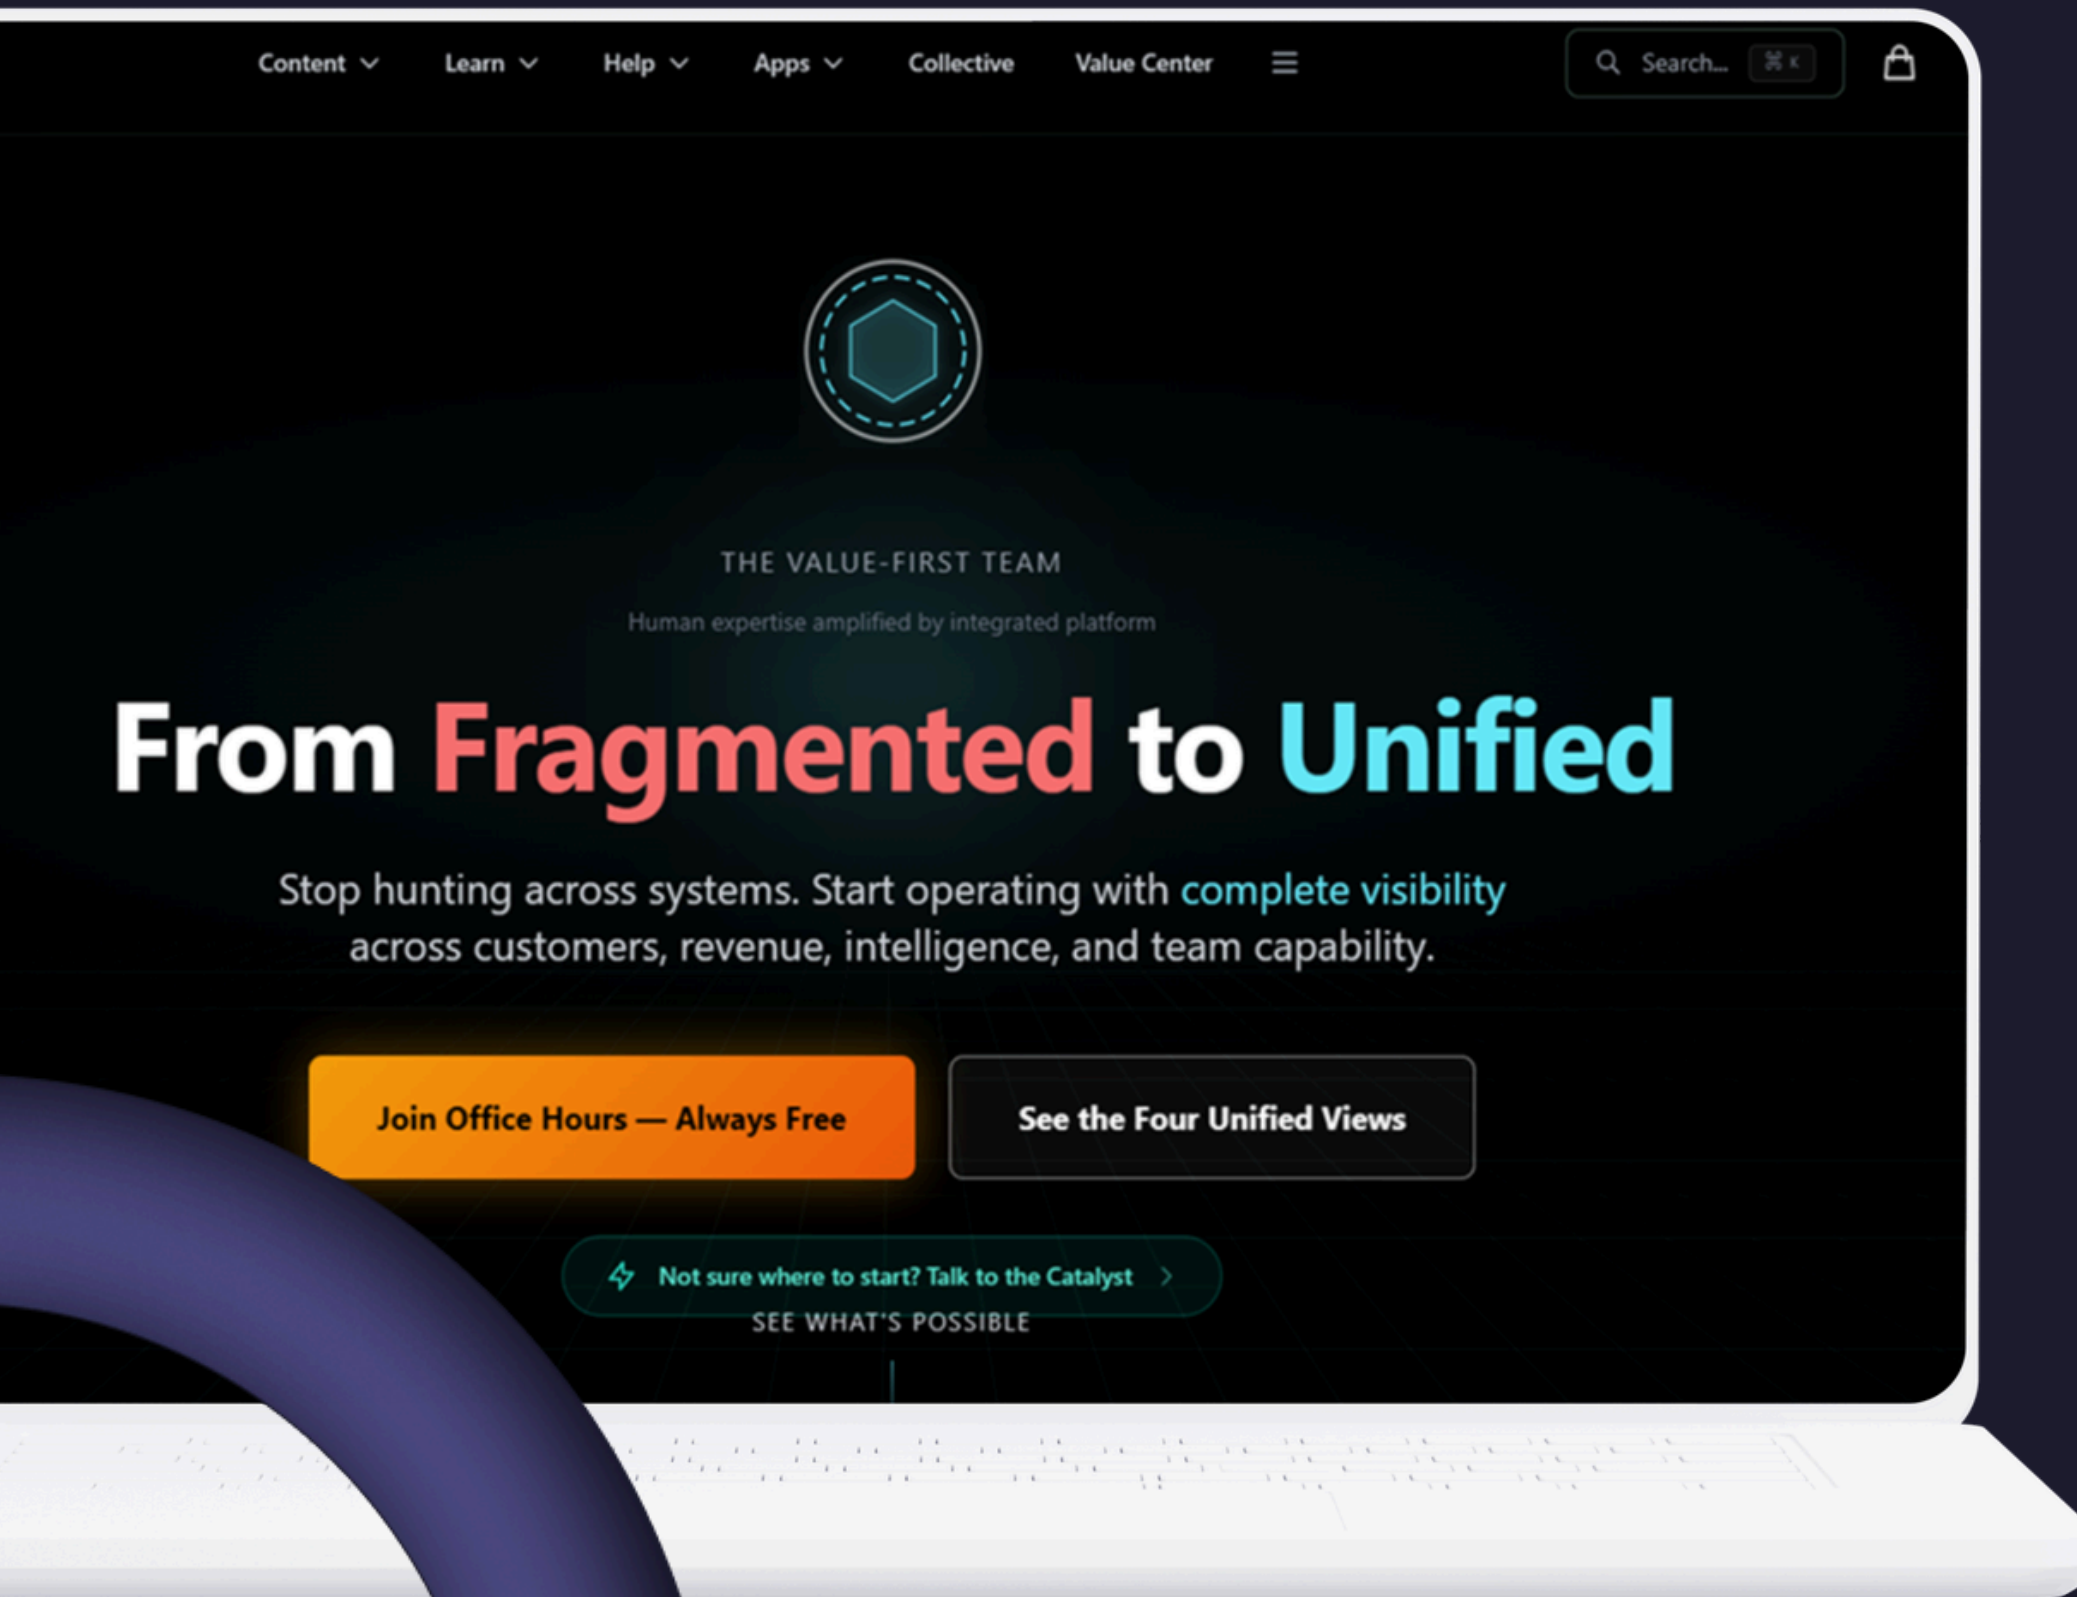 Content Learn Help Apps Collective Value Center Search... ⌘ K
THE VALUE-FIRST TEAM
Human expertise amplified by integrated platform
From Fragmented to Unified
Stop hunting across systems. Start operating with complete visibility
across customers, revenue, intelligence, and team capability.
Join Office Hours — Always Free See the Four Unified Views
Not sure where to start? Talk to the Catalyst
SEE WHAT'S POSSIBLE